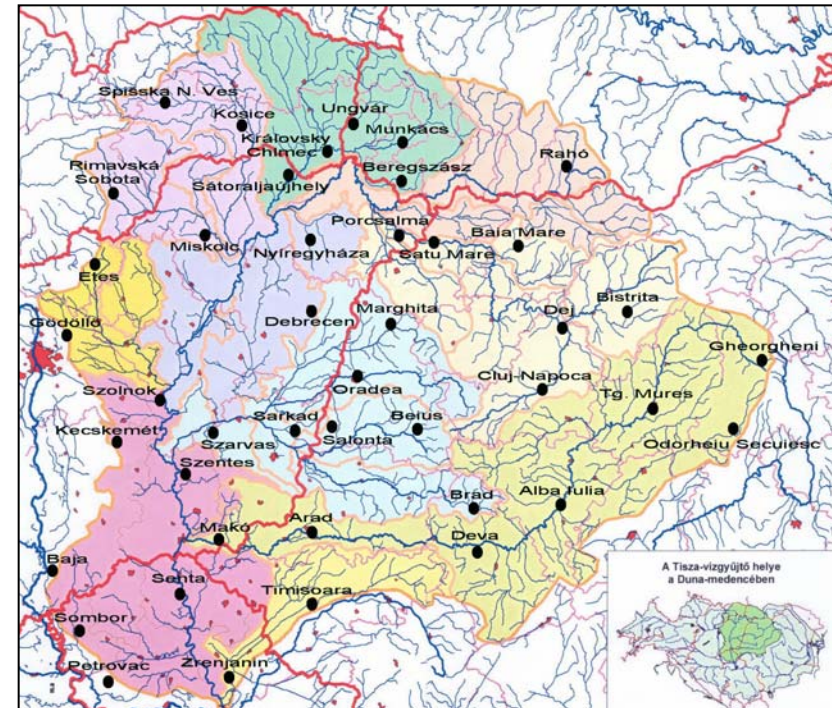 Spišska N. Ves
Košice
Ungvár
Munkács
Královsky
Chlmec
Rimavská
Sobota
Rahó
Beregszász
Sátoraljaújhely
Porcsalma
Miskolc
Nyíregyháza
Satu Mare
Baia Mare
Etes
Debrecen
Marghita
Dej
Bistrita
Gödöllő
Gheorgheni
Oradea
Cluj-Napoca
Szolnok
Tg. Mures
Kecskemét
Sarkad
Szarvas
Salonta
Beius
Odorheiu Secuiesc
Szentes
Brad
Alba Iulia
Makó
Arad
Deva
Baja
Senta
Timisoara
Sombor
Petrovac
Zrenjanin
A Tisza-vízgyűjtő helye
a Duna-medencében